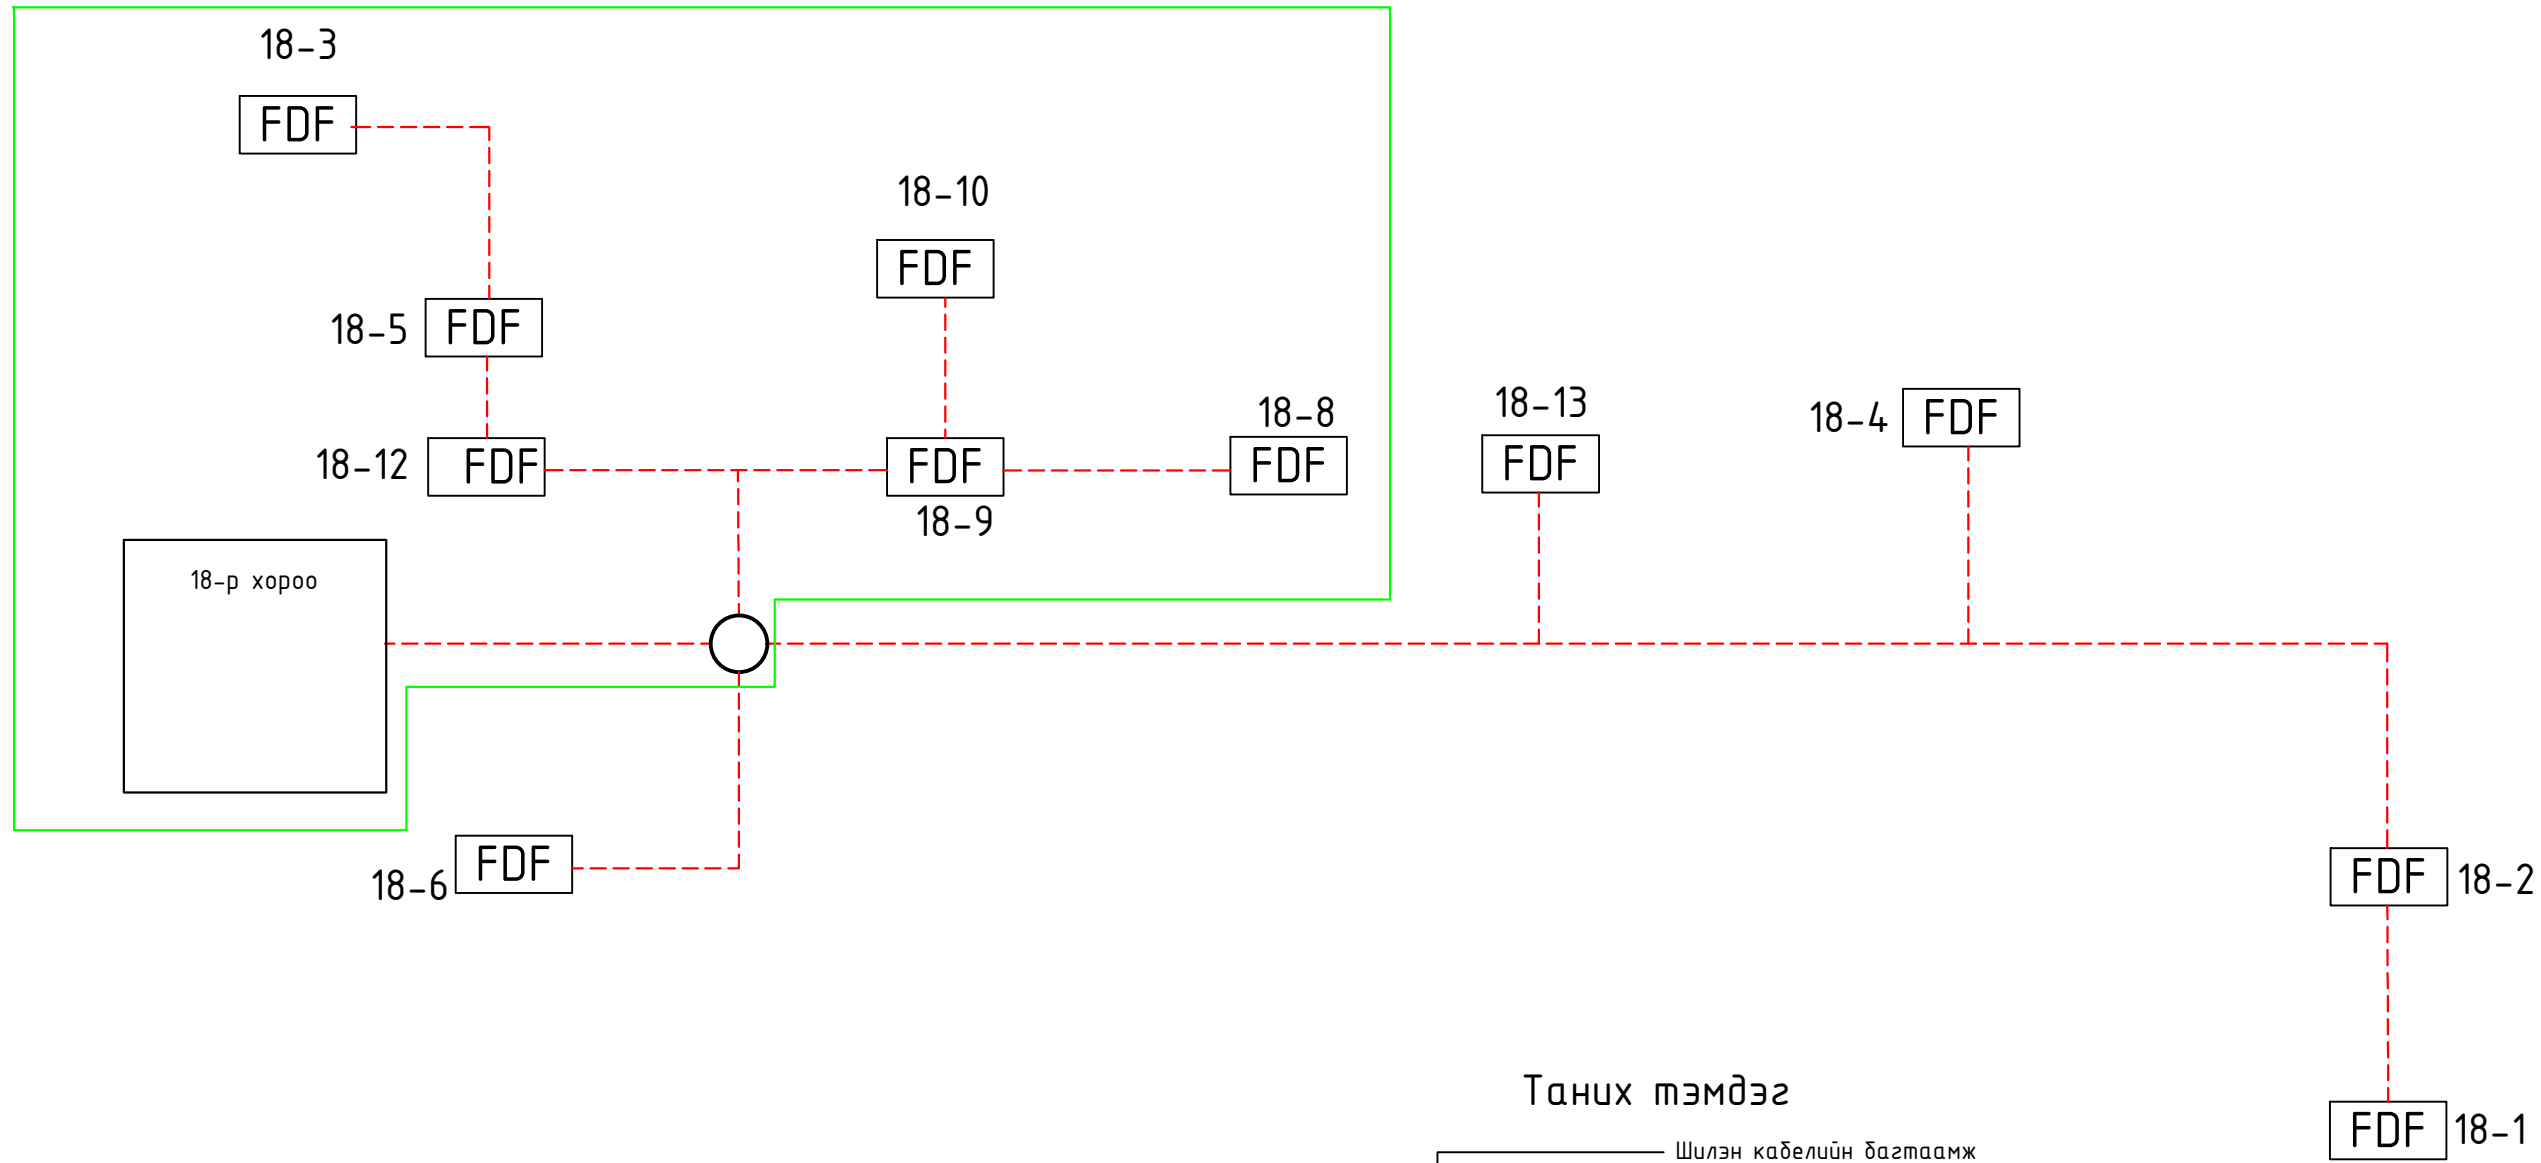 18-3
FDF
18-10
FDF
18-5
FDF
18-13
FDF
18-4
FDF
18-8
FDF
18-12
FDF
FDF
18-9
18-р хороо
18-6
FDF
FDF
18-2
Таних тэмдэг
FDF
18-1
Шилэн кабелийн багтаамж